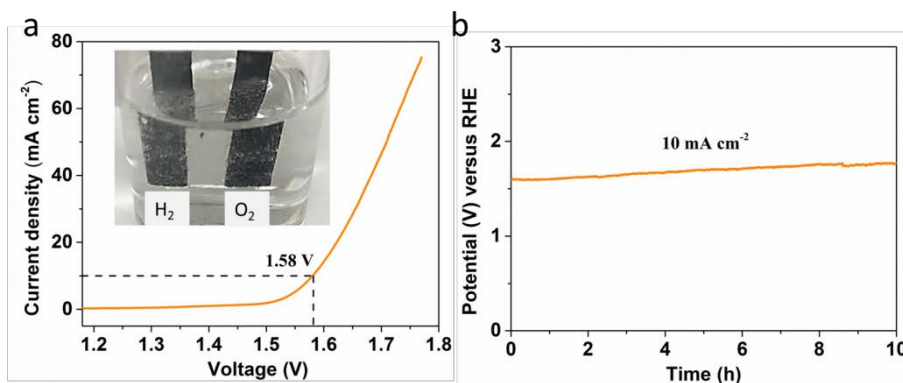 a
80
60
40
20
0
Current density (mA cm⁻²)
H₂ O₂
1.58 V
1.2 1.3 1.4 1.5 1.6 1.7 1.8
Voltage (V)
b
3
2
1
0
Potential (V) versus RHE
10 mA cm⁻²
0 2 4 6 8 10
Time (h)